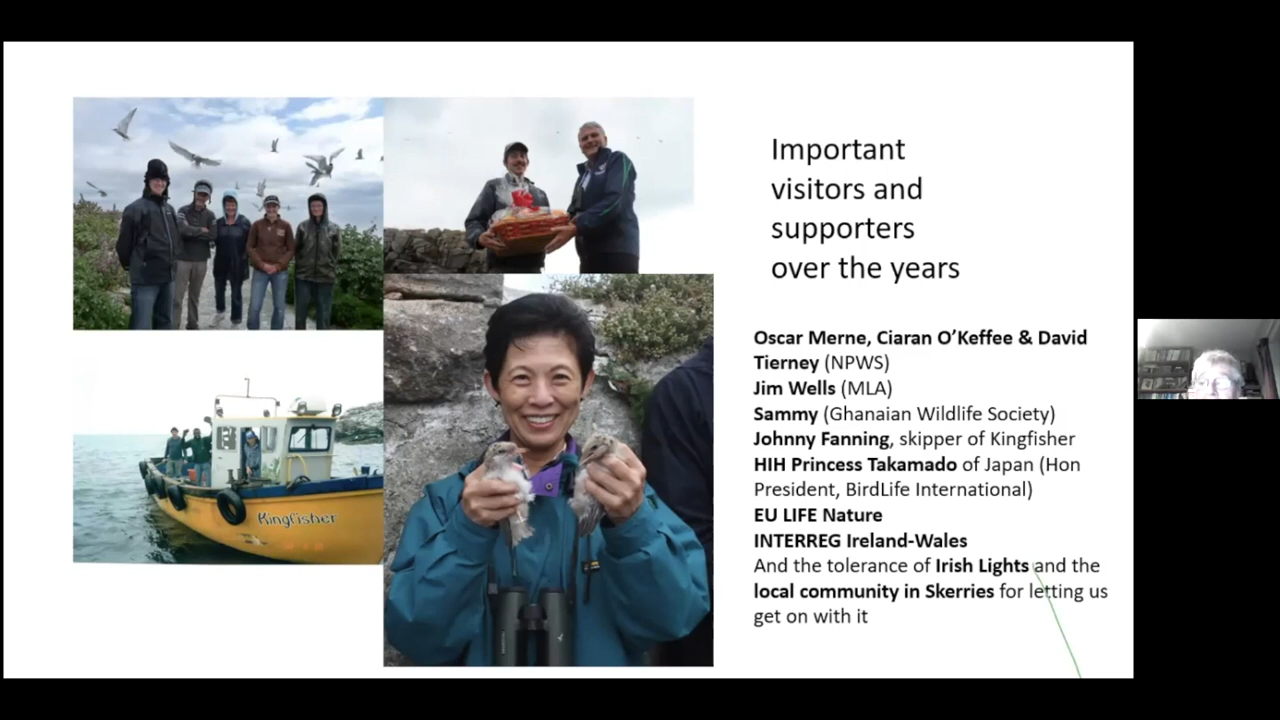 Important
visitors and
supporters
over the years
Oscar Merne, Ciaran O’Keffee & David
Tierney (NPWS)
Jim Wells (MLA)
Sammy (Ghanaian Wildlife Society)
Johnny Fanning, skipper of Kingfisher
HIH Princess Takamado of Japan (Hon
President, BirdLife International)
EU LIFE Nature
INTERREG Ireland-Wales
And the tolerance of Irish Lights and the
local community in Skerries for letting us
get on with it
Kingfisher